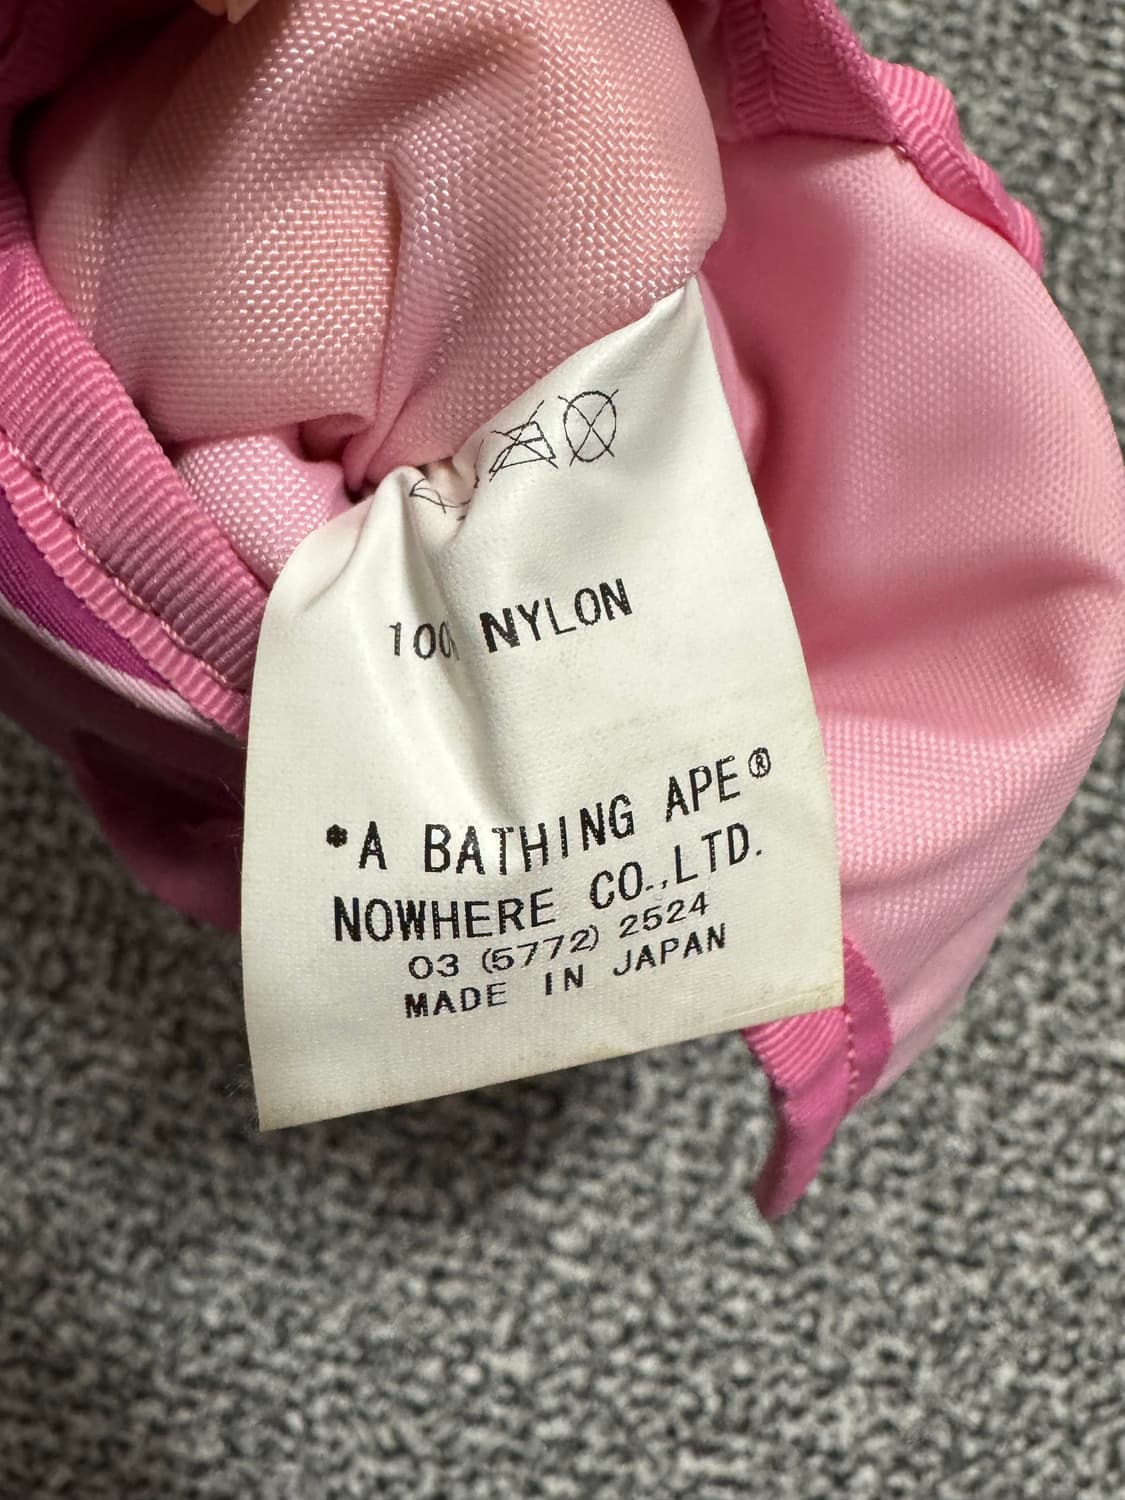 100% NYLON
*A BATHING APE®
NOWHERE CO.,LTD.
03 (5772) 2524
MADE IN JAPAN